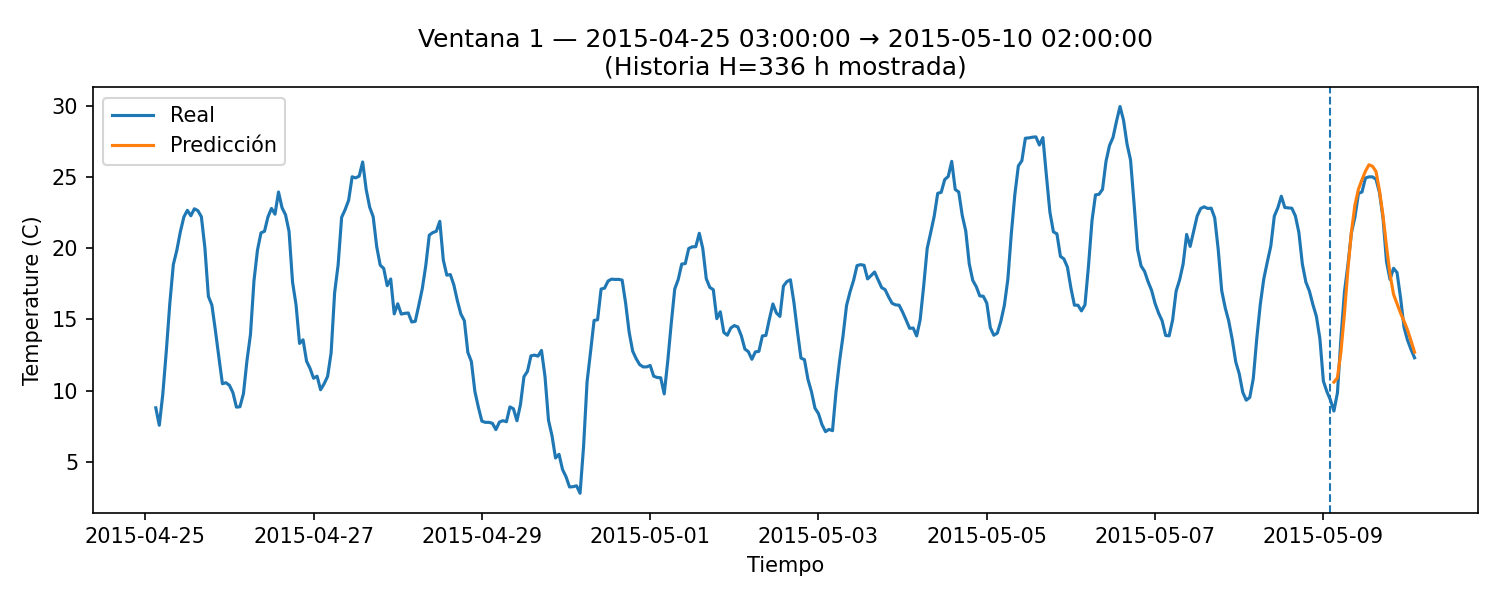 Ventana 1 — 2015-04-25 03:00:00 → 2015-05-10 02:00:00
(Historia H=336 h mostrada)
Real
Predicción
Temperature (C)
30
25
20
15
10
5
2015-04-25 2015-04-27 2015-04-29 2015-05-01 2015-05-03 2015-05-05 2015-05-07 2015-05-09
Tiempo